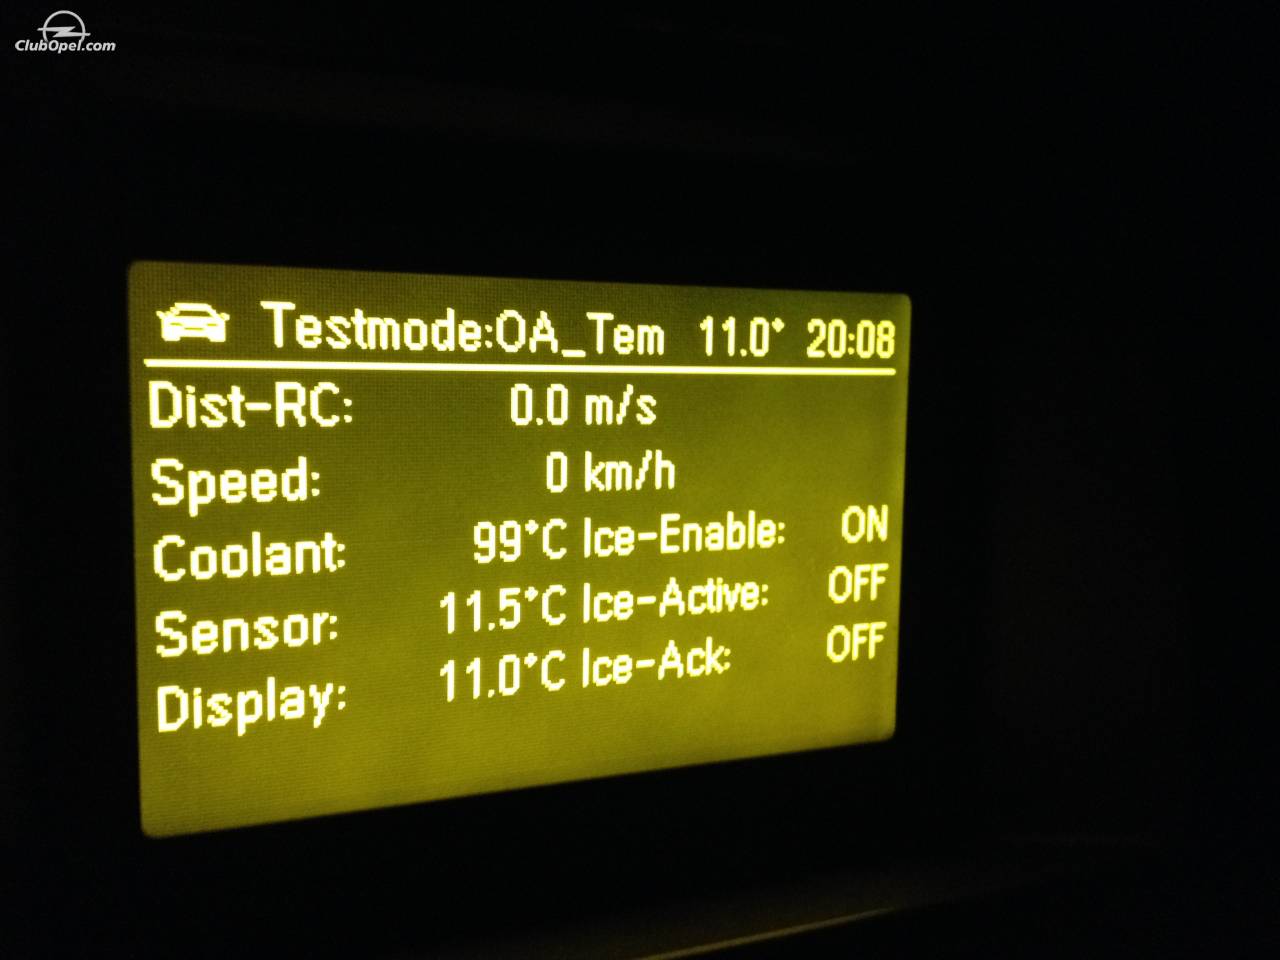 ClubOpel.com
Testmode:OA_Tem 11.0° 20:08
Dist-RC: 0.0 m/s
Speed: 0 km/h
Coolant: 99°C Ice-Enable: ON
Sensor: 11.5°C Ice-Active: OFF
Display: 11.0°C Ice-Ack: OFF